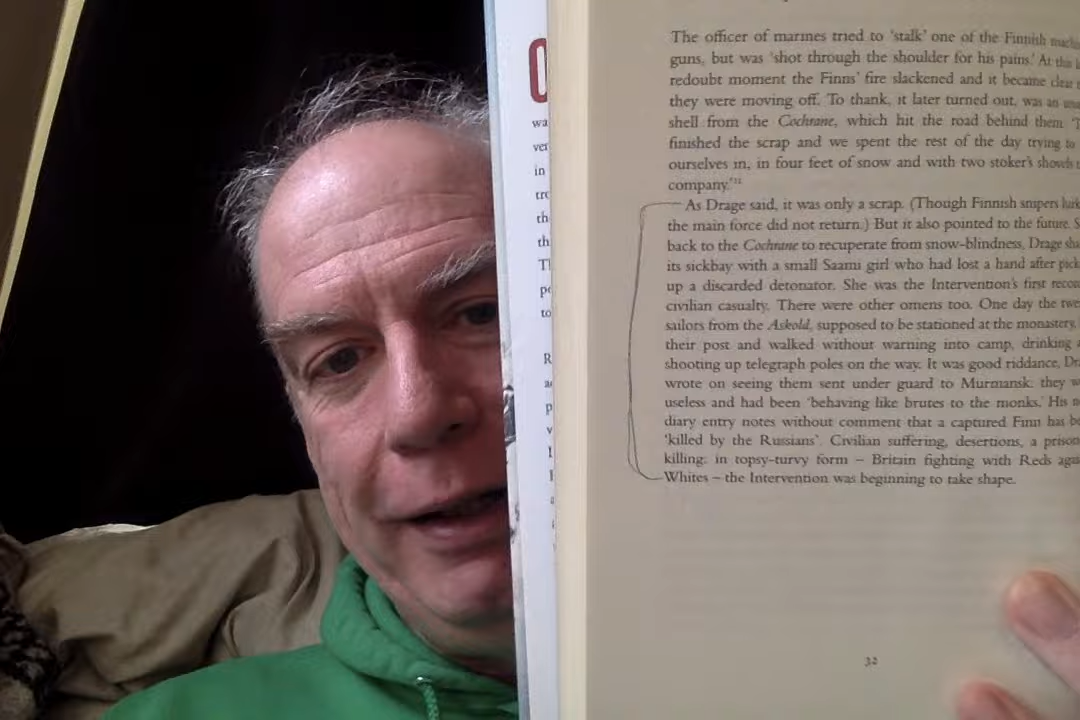 O
wa
ver
in
tro
th
th
T
pe
to
R
The officer of marines tried to 'stalk' one of the Finnish
guns, but was 'shot through the shoulder for his pains.' At this
redoubt moment the Finns' fire slackened and it became clear
they were moving off. To thank, it later turned out, was an
shell from the Cochrane, which hit the road behind them.
finished the scrap and we spent the rest of the day trying to
ourselves in, in four feet of snow and with two stoker's shovels
company.'
As Drage said, it was only a scrap. (Though Finnish snipers
the main force did not return.) But it also pointed to the future.
back to the Cochrane to recuperate from snow-blindness, Drage
its sickbay with a small Saami girl who had lost a hand after
up a discarded detonator. She was the Intervention's first
civilian casualty. There were other omens too. One day the
sailors from the Askold, supposed to be stationed at the monastery,
their post and walked without warning into camp, drinking
shooting up telegraph poles on the way. It was good riddance,
wrote on seeing them sent under guard to Murmansk: they
useless and had been 'behaving like brutes to the monks.' His
diary entry notes without comment that a captured Finn has
'killed by the Russians'. Civilian suffering, desertions, a
killing: in topsy-turvy form – Britain fighting with Reds
Whites – the Intervention was beginning to take shape.
32